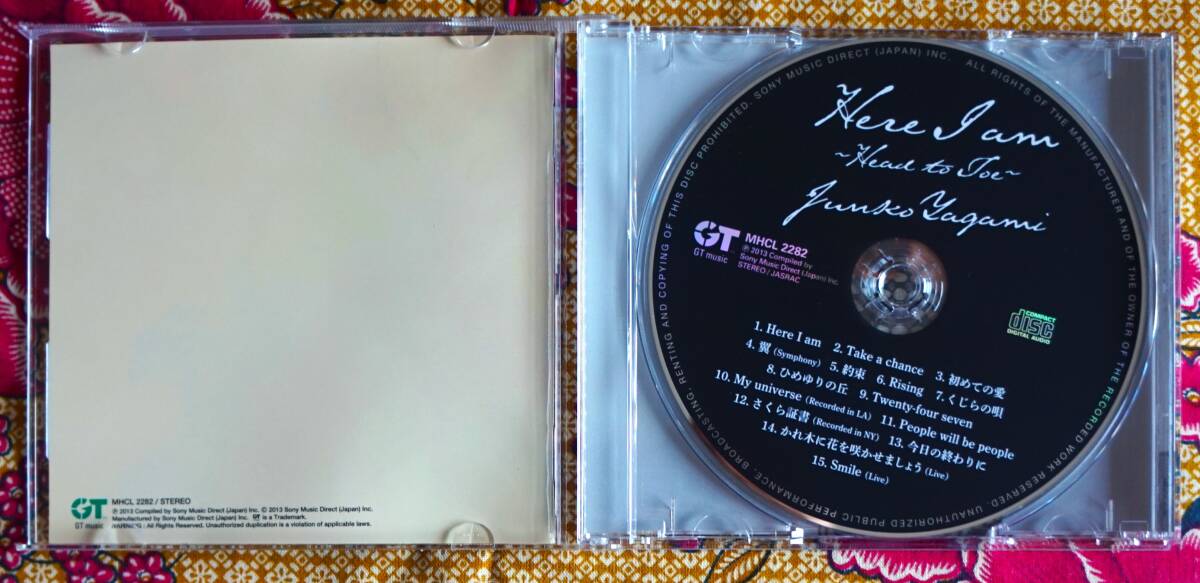 GT
GT music
MHCL 2282 / STEREO
℗ 2013 Compiled by Sony Music Direct (Japan) Inc. © 2013 Sony Music Direct (Japan) Inc.
Manufactured by Sony Music Direct (Japan) Inc. GT is a Trademark.
: All Rights Reserved. Unauthorized duplication is a violation of applicable laws.
SONY MUSIC DIRECT (JAPAN) INC. ALL RIGHTS OF THE MANUFACTURER AND OF THE OWNER OF THE RECORDED WORK RESERVED. UNAUTHORIZED PUBLIC PERFORMANCE, BROADCASTING, RENTING AND COPYING OF THIS DISC PROHIBITED.
Here I am
~Head to Toe~
Junko Yagami
GT
GT music
MHCL 2282
℗ 2013 Compiled by
Sony Music Direct (Japan) Inc.
STEREO / JASRAC
COMPACT
disc
DIGITAL AUDIO
1. Here I am 2. Take a chance 3. 初めての愛
4. 翼 (Symphony) 5. 約束 6. Rising 7. くじらの唄
8. ひめゆりの丘 9. Twenty-four seven
10. My universe (Recorded in LA) 11. People will be people
12. さくら証書 (Recorded in NY) 13. 今日の終わりに
14. かれ木に花を咲かせましょう (Live)
15. Smile (Live)